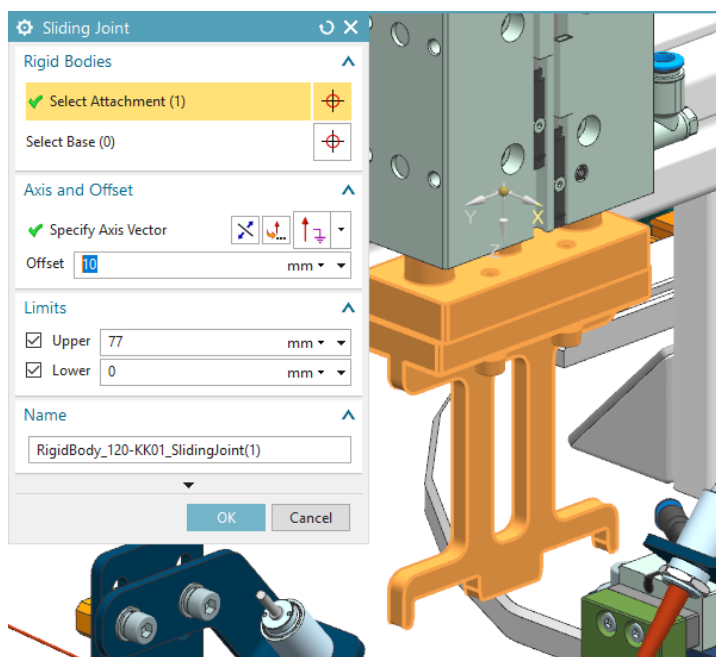 Sliding Joint
Rigid Bodies
Select Attachment (1)
Select Base (0)
Axis and Offset
Specify Axis Vector
Offset 10 mm
Limits
Upper 77 mm
Lower 0 mm
Name
RigidBody_120-KK01_SlidingJoint(1)
OK Cancel
Y X
Z